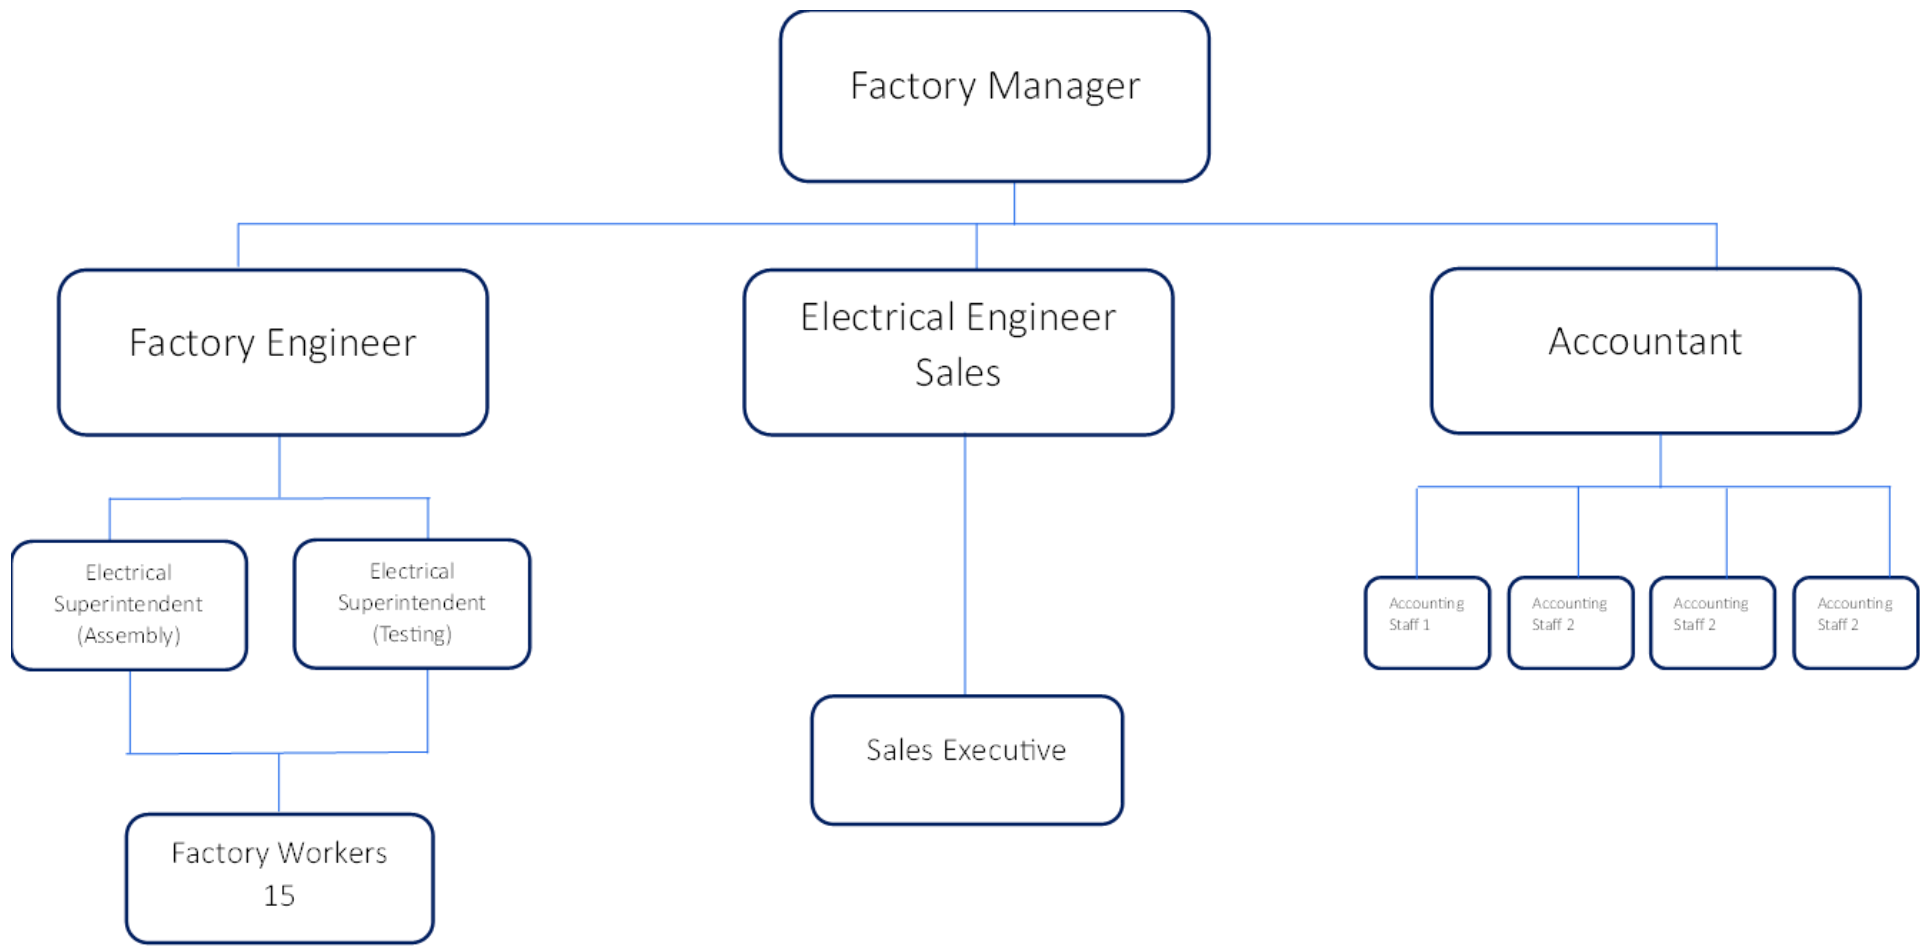 Factory Manager
Factory Engineer
Electrical Engineer
Sales
Accountant
Electrical
Superintendent
(Assembly)
Electrical
Superintendent
(Testing)
Accounting
Staff 1
Accounting
Staff 2
Accounting
Staff 2
Accounting
Staff 2
Sales Executive
Factory Workers
15